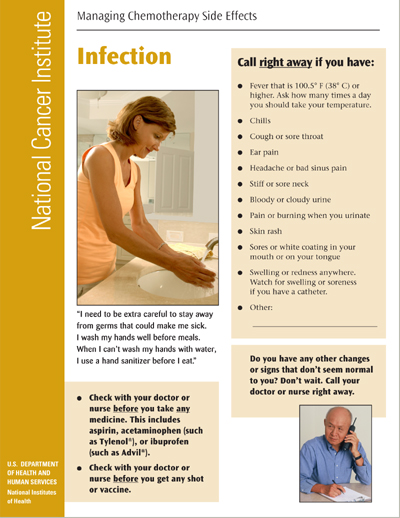 National Cancer Institute
Managing Chemotherapy Side Effects
Infection
"I need to be extra careful to stay away
from germs that could make me sick.
I wash my hands well before meals.
When I can't wash my hands with water,
I use a hand sanitizer before I eat."
● Check with your doctor or
nurse before you take any
medicine. This includes
aspirin, acetaminophen (such
as Tylenol®), or ibuprofen
(such as Advil®).
● Check with your doctor or
nurse before you get any shot
or vaccine.
Call right away if you have:
● Fever that is 100.5° F (38° C) or
higher. Ask how many times a day
you should take your temperature.
● Chills
● Cough or sore throat
● Ear pain
● Headache or bad sinus pain
● Stiff or sore neck
● Bloody or cloudy urine
● Pain or burning when you urinate
● Skin rash
● Sores or white coating in your
mouth or on your tongue
● Swelling or redness anywhere.
Watch for swelling or soreness
if you have a catheter.
● Other:
Do you have any other changes
or signs that don't seem normal
to you? Don't wait. Call your
doctor or nurse right away.
U.S. DEPARTMENT
OF HEALTH AND
HUMAN SERVICES
National Institutes
of Health